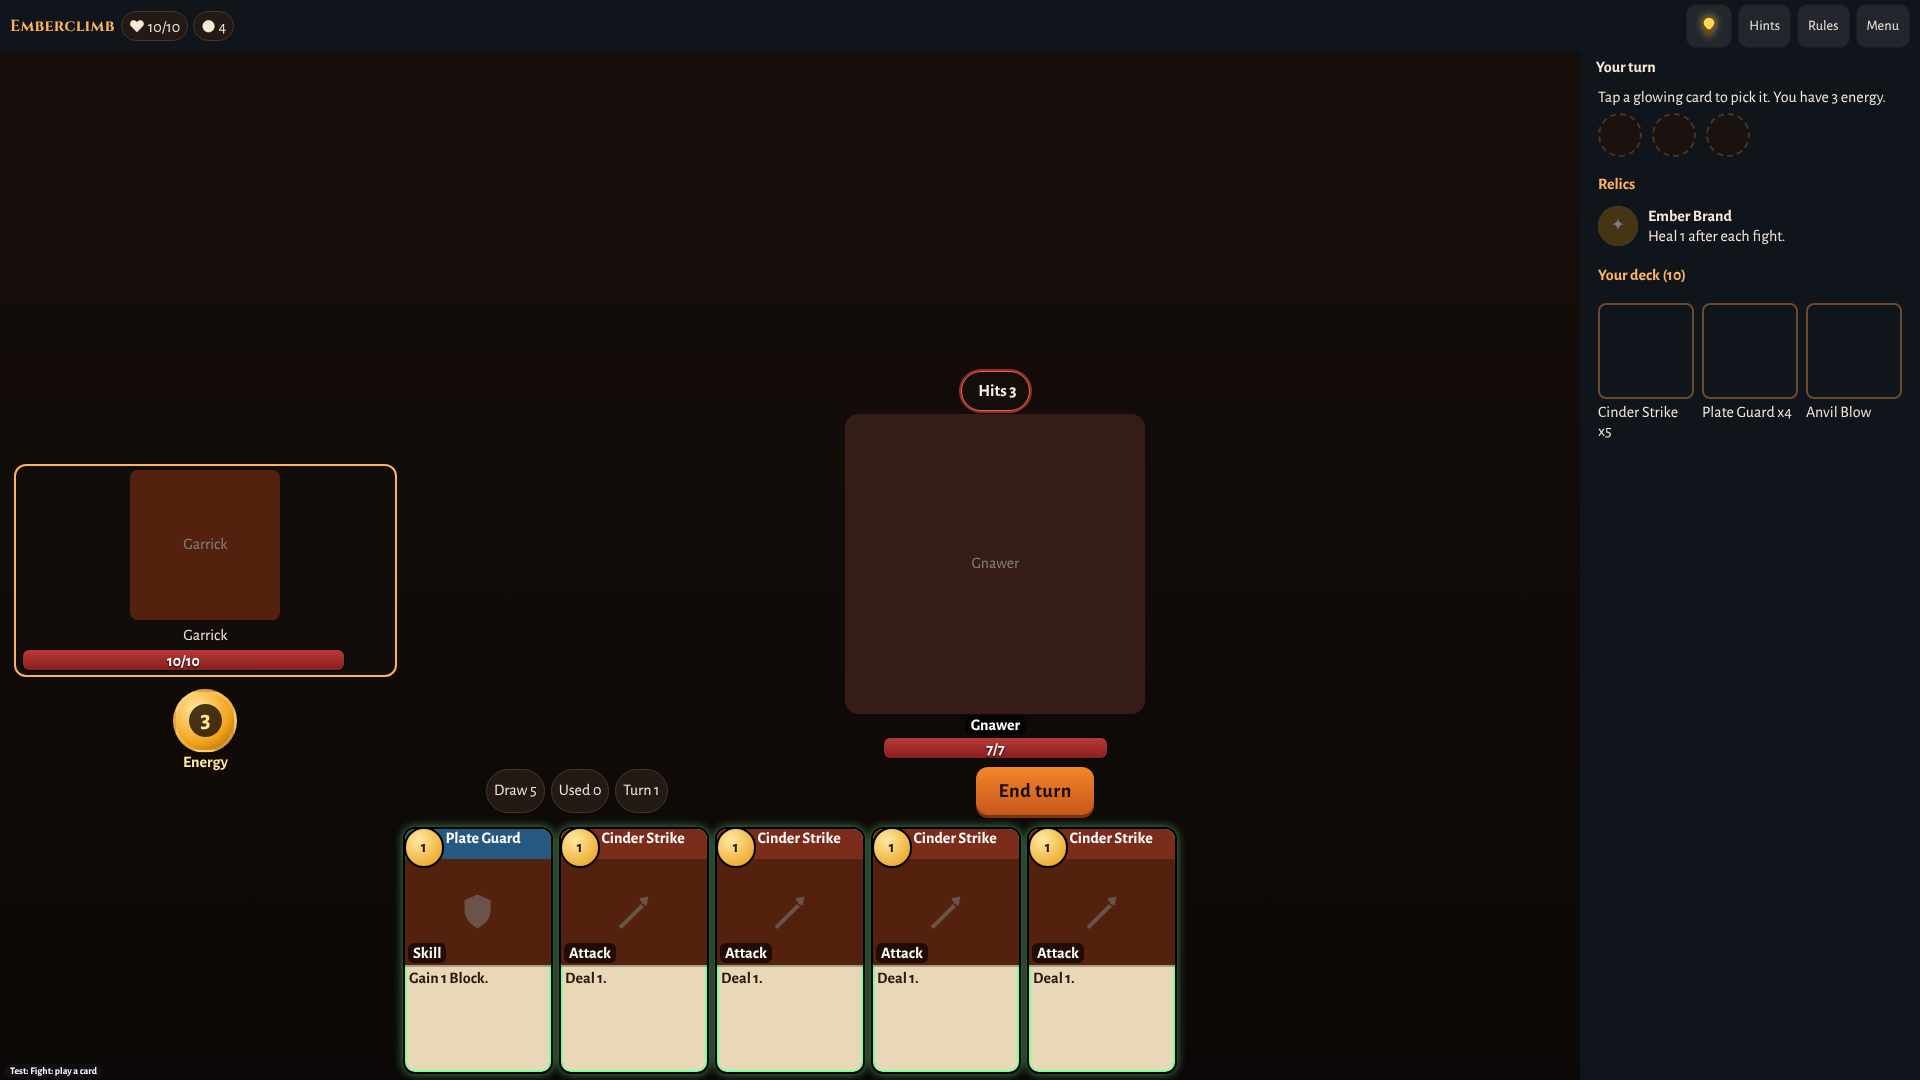 EMBERCLIMB
10/10
4
Hints
Rules
Menu
Your turn
Tap a glowing card to pick it. You have 3 energy.
Relics
Ember Brand
Heal 1 after each fight.
Your deck (10)
Cinder Strike
x5
Plate Guard x4
Anvil Blow
Hits 3
Garrick
Garrick
10/10
3
Energy
Gnawer
Gnawer
7/7
Draw 5
Used 0
Turn 1
End turn
1
Plate Guard
Skill
Gain 1 Block.
1
Cinder Strike
Attack
Deal 1.
1
Cinder Strike
Attack
Deal 1.
1
Cinder Strike
Attack
Deal 1.
1
Cinder Strike
Attack
Deal 1.
Test: Fight: play a card